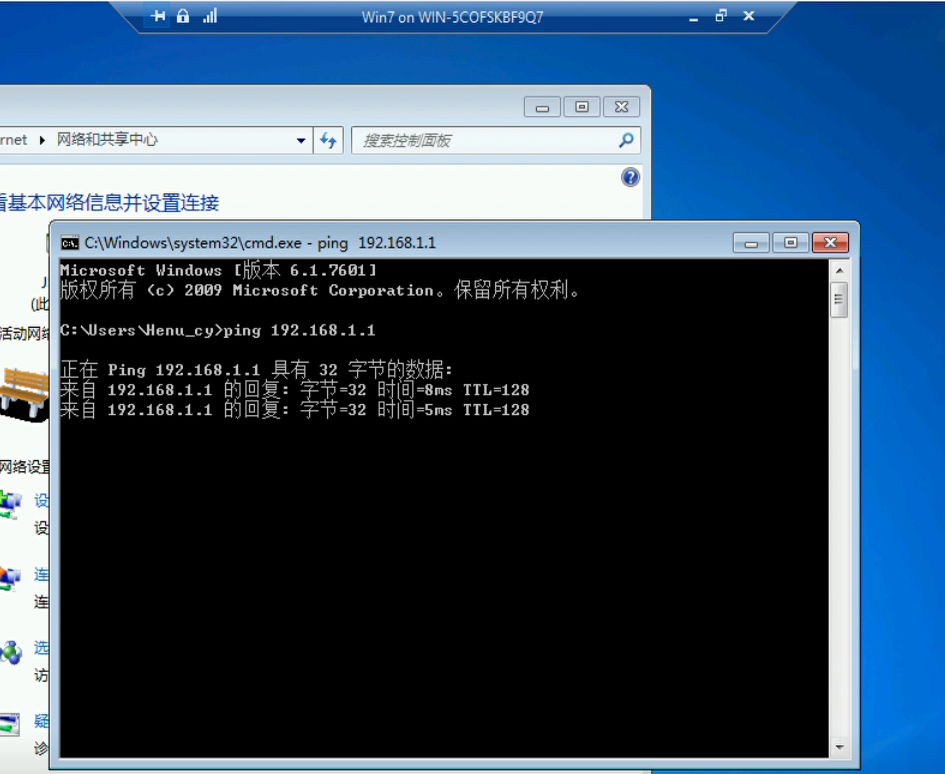 Win7 on WIN-5COFSKBF9Q7
rnet 网络和共享中心
搜索控制面板
看基本网络信息并设置连接
C:\Windows\system32\cmd.exe - ping 192.168.1.1
Microsoft Windows [版本 6.1.7601]
版权所有 (c) 2009 Microsoft Corporation。保留所有权利。
C:\Users\Henu_cy>ping 192.168.1.1
正在 Ping 192.168.1.1 具有 32 字节的数据:
来自 192.168.1.1 的回复: 字节=32 时间=8ms TTL=128
来自 192.168.1.1 的回复: 字节=32 时间=5ms TTL=128
J
(此
活动网络
网络设置
设
设
连
连
选
访
疑
诊